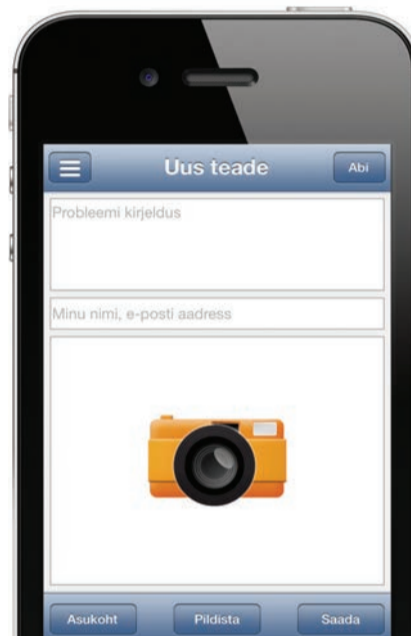 Uus teade
Abi
Probleemi kirjeldus
Minu nimi, e-posti aadress
Asukoht
Pildista
Saada